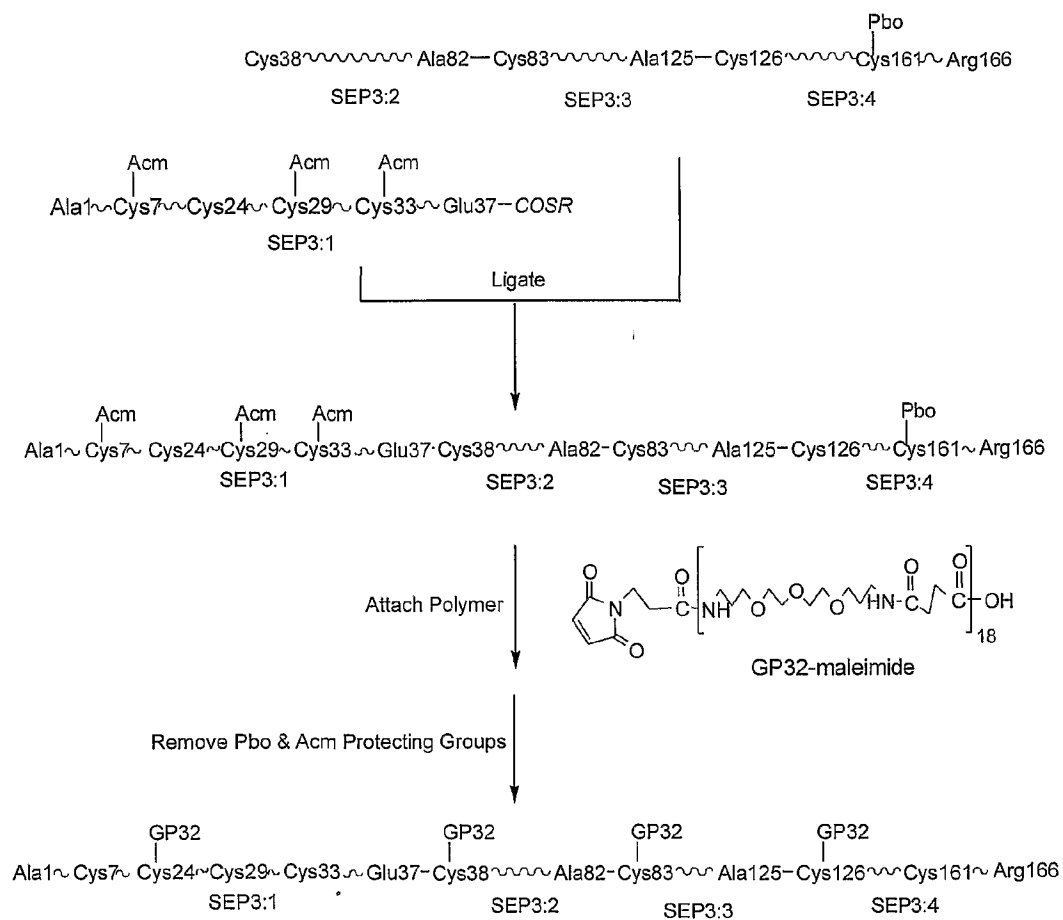 Pbo
Cys38 Ala82—Cys83 Ala125—Cys126 Cys161 Arg166
SEP3:2 SEP3:3 SEP3:4
Acm Acm Acm
Ala1 Cys7 Cys24 Cys29 Cys33 Glu37—COSR
SEP3:1
Ligate
Acm Acm Acm Pbo
Ala1 Cys7 Cys24 Cys29 Cys33 Glu37-Cys38 Ala82-Cys83 Ala125-Cys126 Cys161 Arg166
SEP3:1 SEP3:2 SEP3:3 SEP3:4
Attach Polymer
O O O O
N C NH O O O HN C OH
O
18
GP32-maleimide
Remove Pbo & Acm Protecting Groups
GP32 GP32 GP32 GP32
Ala1 Cys7 Cys24 Cys29 Cys33 Glu37-Cys38 Ala82-Cys83 Ala125-Cys126 Cys161 Arg166
SEP3:1 SEP3:2 SEP3:3 SEP3:4